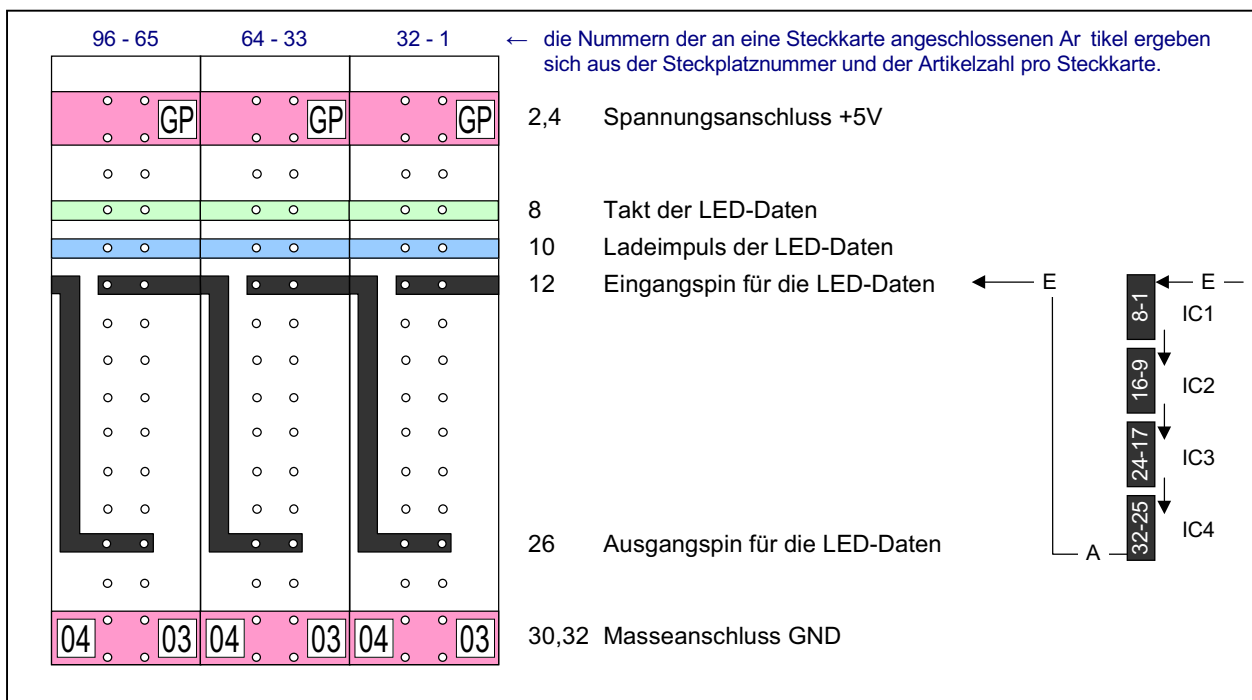 96 - 65 64 - 33 32 - 1 ← die Nummern der an eine Steckkarte angeschlossenen Ar tikel ergeben
sich aus der Steckplatznummer und der Artikelzahl pro Steckkarte.
GP GP GP 2,4 Spannungsanschluss +5V
8 Takt der LED-Daten
10 Ladeimpuls der LED-Daten
12 Eingangspin für die LED-Daten E E
8-1 IC1
16-9 IC2
24-17 IC3
32-25 IC4
26 Ausgangspin für die LED-Daten A
04 03 04 03 04 03 30,32 Masseanschluss GND